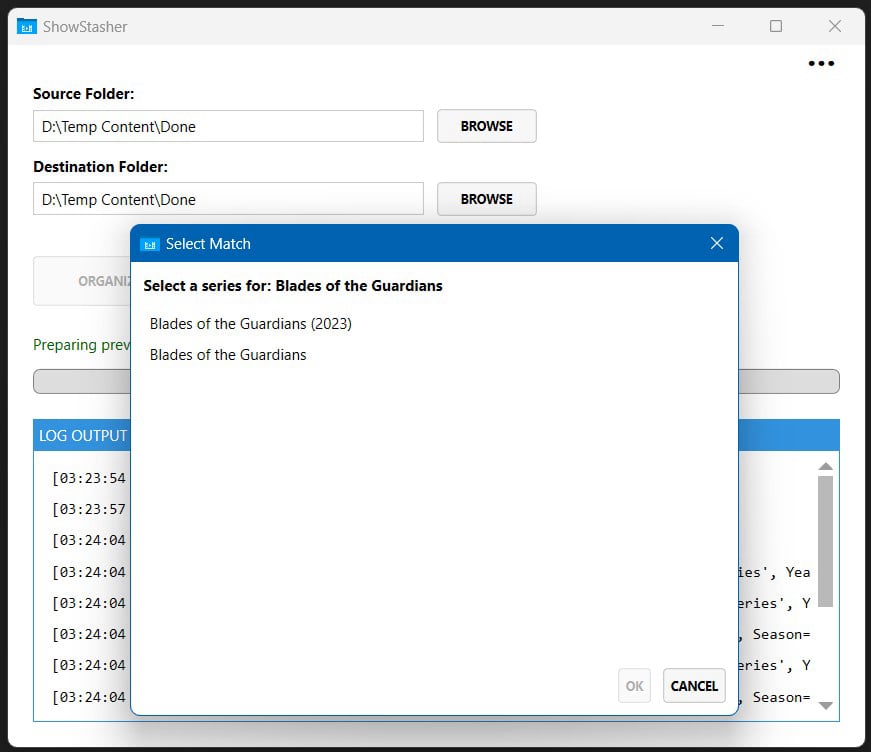 ShowStasher
Source Folder:
D:\Temp Content\Done
BROWSE
Destination Folder:
D:\Temp Content\Done
BROWSE
Select Match
Select a series for: Blades of the Guardians
Blades of the Guardians (2023)
Blades of the Guardians
OK
CANCEL
ORGANIZ
Preparing prev
LOG OUTPUT
[03:23:54
[03:23:57
[03:24:04
[03:24:04 ies', Yea
[03:24:04 eries', Y
[03:24:04 , Season=
[03:24:04 eries', Y
[03:24:04 , Season=